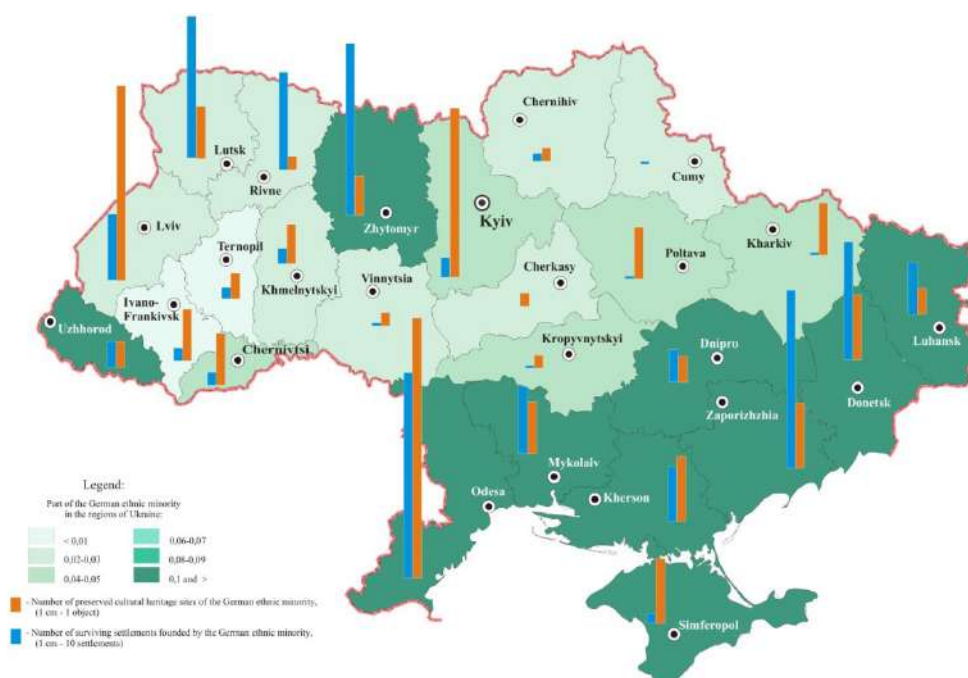 Chernihiv
Lutsk
Cumy
Rivne
Kyiv
Zhytomyr
Lviv
Kharkiv
Ternopil
Poltava
Cherkasy
Khmelnytskyi
Vinnytsia
Ivano-
Frankivsk
Uzhhorod
Luhansk
Kropyvnytskyi
Dnipro
Chernivtsi
Donetsk
Zaporizhzhia
Mykolaiv
Odesa
Kherson
Simferopol
Legend:
Part of the German ethnic minority
in the regions of Ukraine:
< 0,01
0,06-0,07
0,02-0,03
0,08-0,09
0,04-0,05
0,1 and >
- Number of preserved cultural heritage sites of the German ethnic minority,
(1 cm - 1 object)
- Number of surviving settlements founded by the German ethnic minority,
(1 cm - 10 settlements)